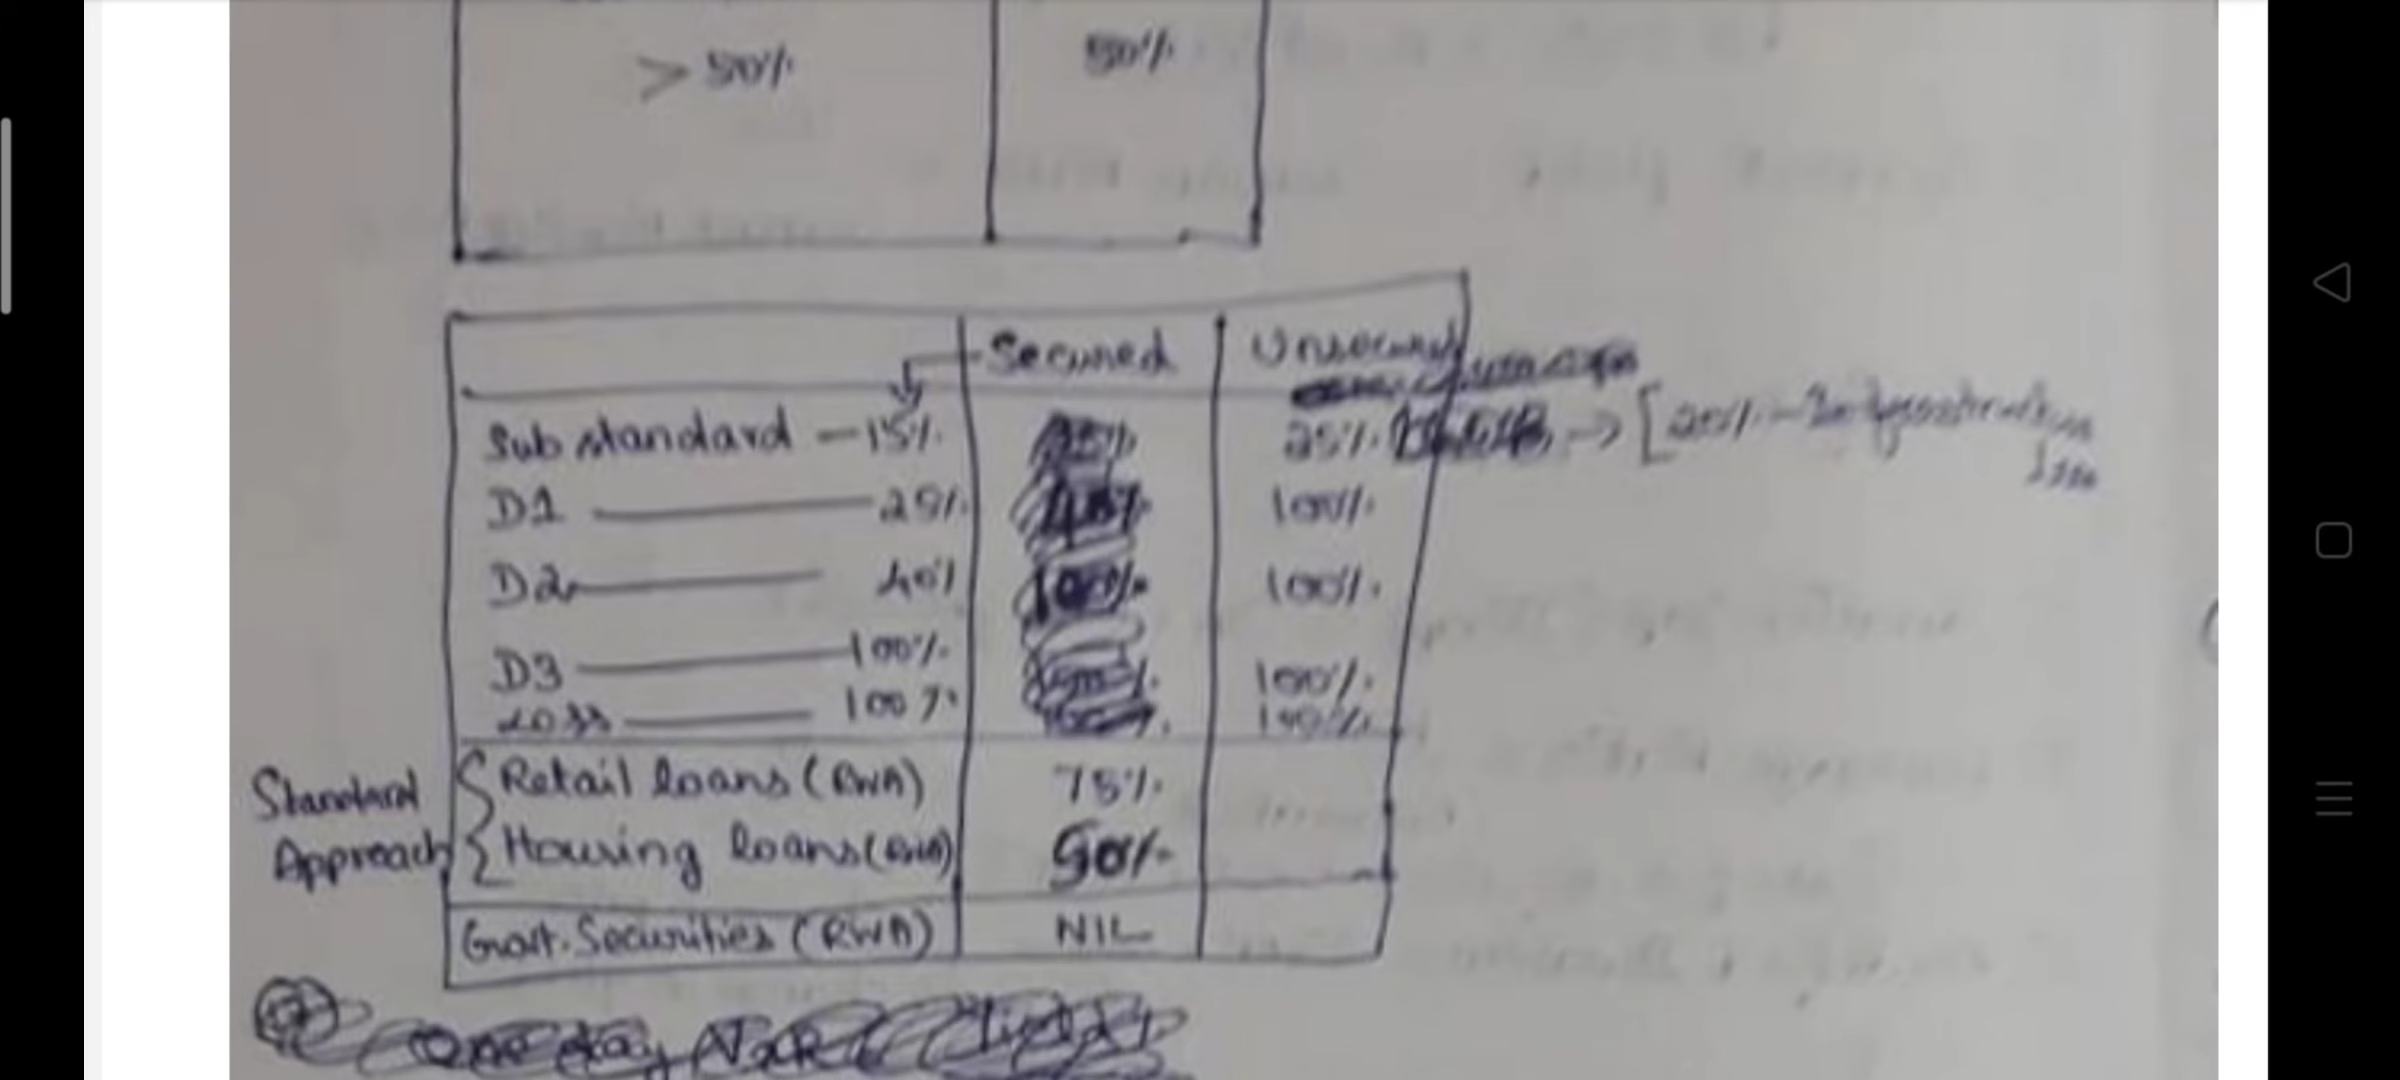 > 50% 50%
Secured Unsecured
Sub standard — 15% 25% → [20% - Infrastructure
D1 — 25% 100%
D2 — 40% 100%
D3 — 100% 100%
Loss — 100% 100%
Standard Approach
Retail loans (RWA) 75%
Housing loans (RWA) 50%
Govt. Securities (RWA) NIL